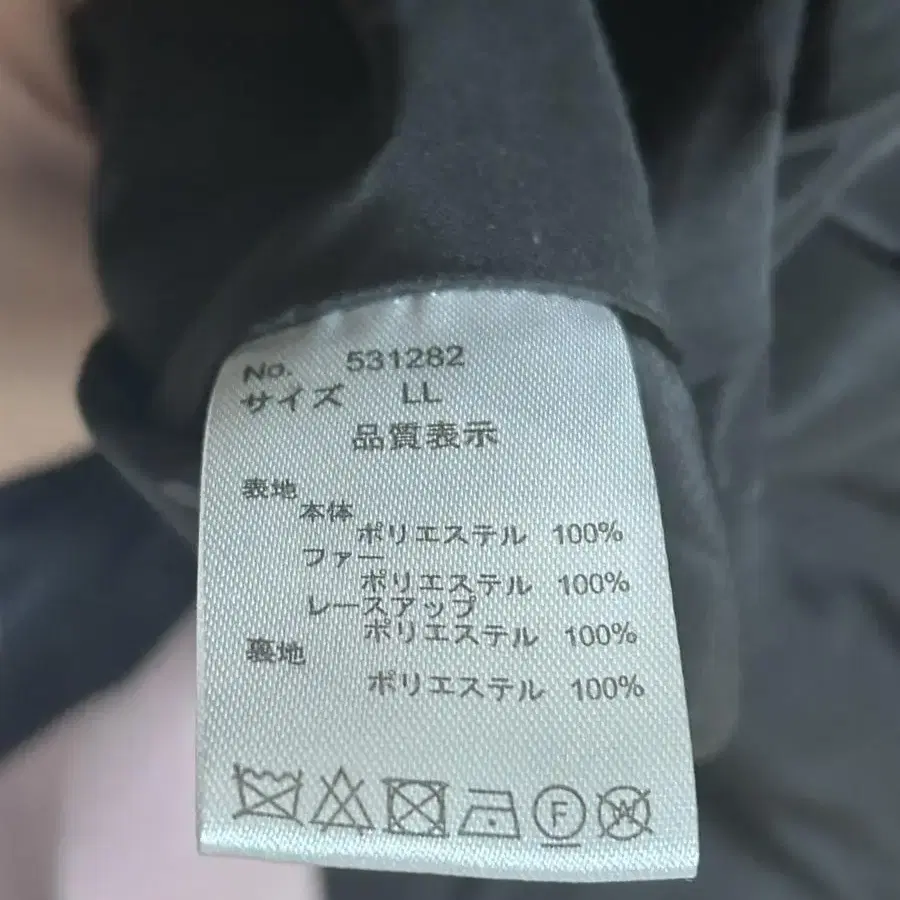 No. 531282
サイズ LL
品質表示
表地
本体
ポリエステル 100%
ファー
ポリエステル 100%
レースアップ
ポリエステル 100%
裏地
ポリエステル 100%
F W